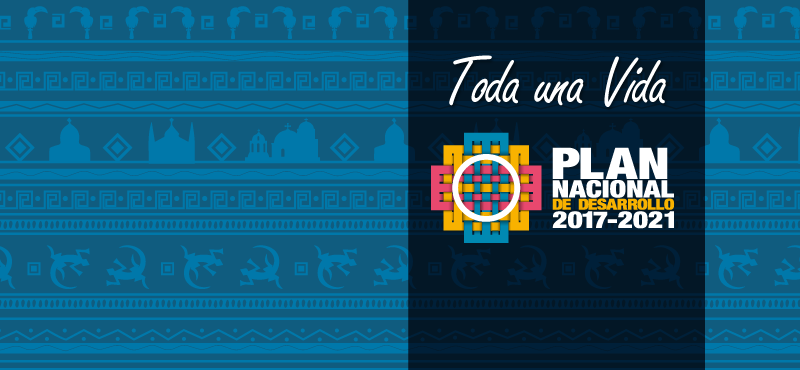 Toda una Vida
PLAN
NACIONAL
DE DESARROLLO
2017-2021